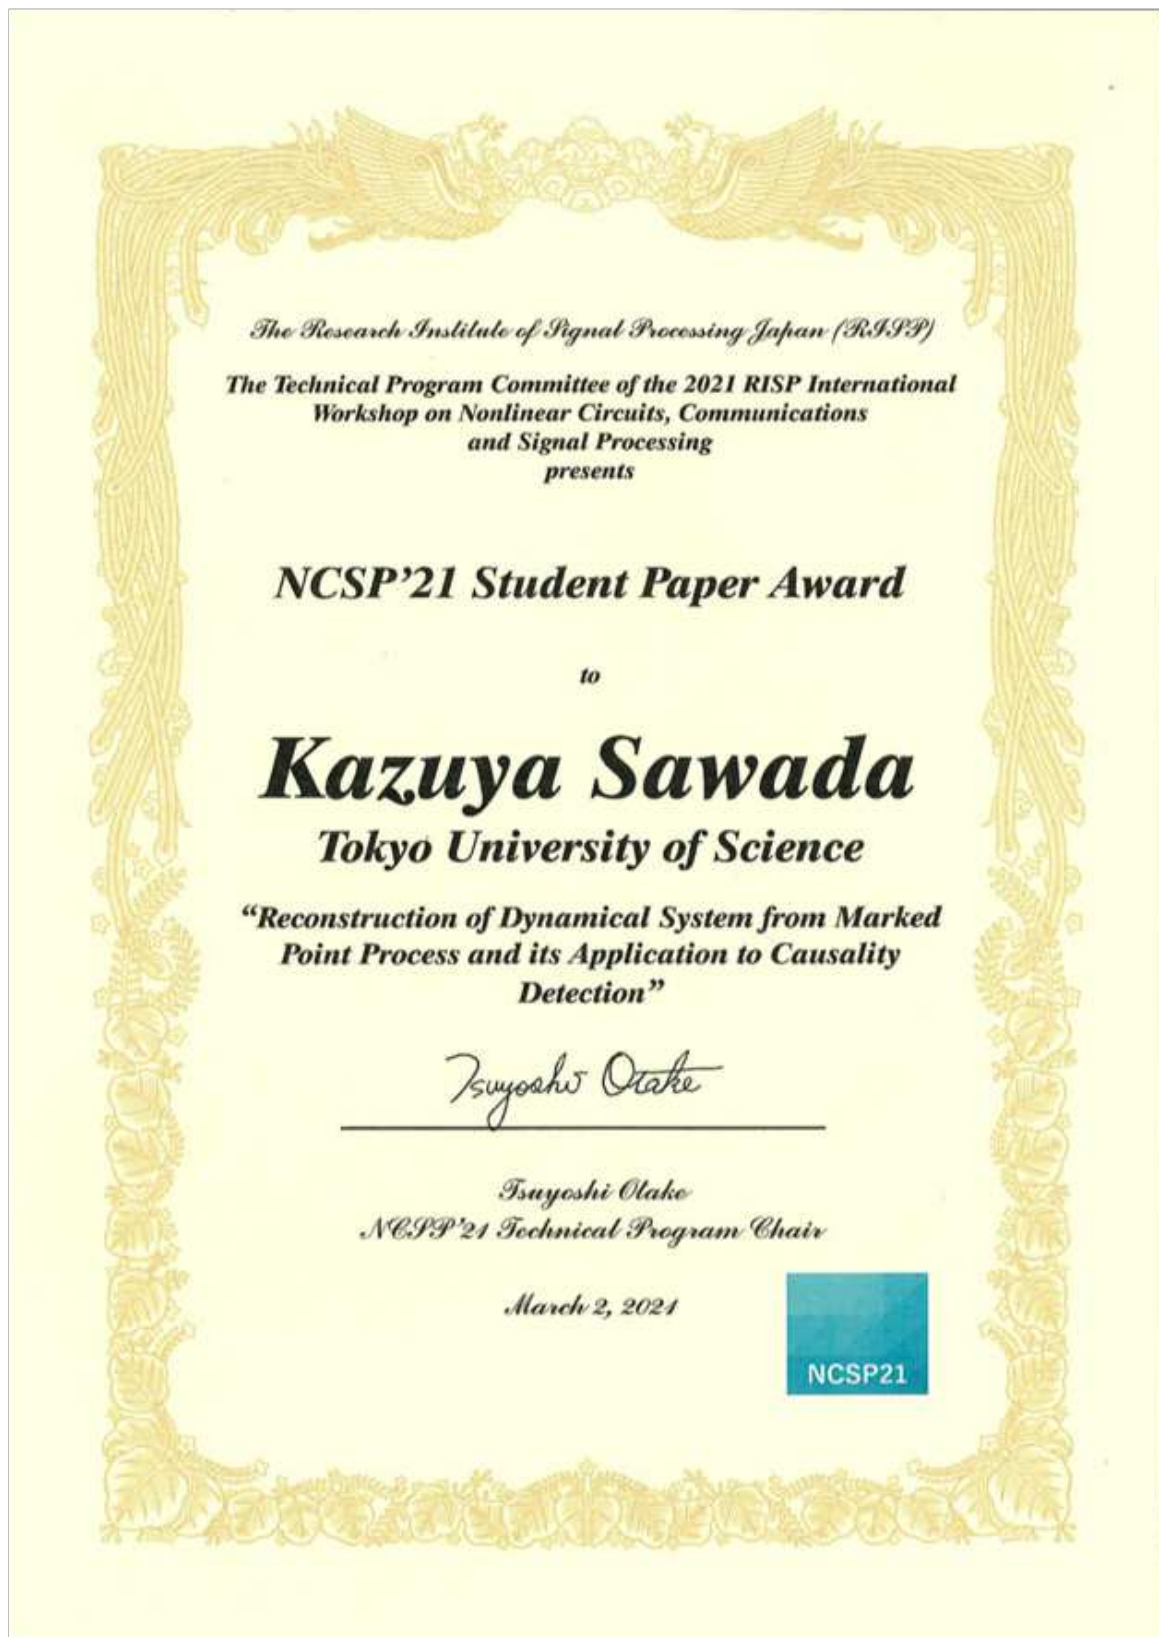 The Research Institute of Signal Processing Japan (RISP)
The Technical Program Committee of the 2021 RISP International
Workshop on Nonlinear Circuits, Communications
and Signal Processing
presents
NCSP’21 Student Paper Award
to
Kazuya Sawada
Tokyo University of Science
“Reconstruction of Dynamical System from Marked
Point Process and its Application to Causality
Detection”
Tsuyoshi Otake
Tsuyoshi Otake
NCSP’21 Technical Program Chair
March 2, 2021
NCSP21